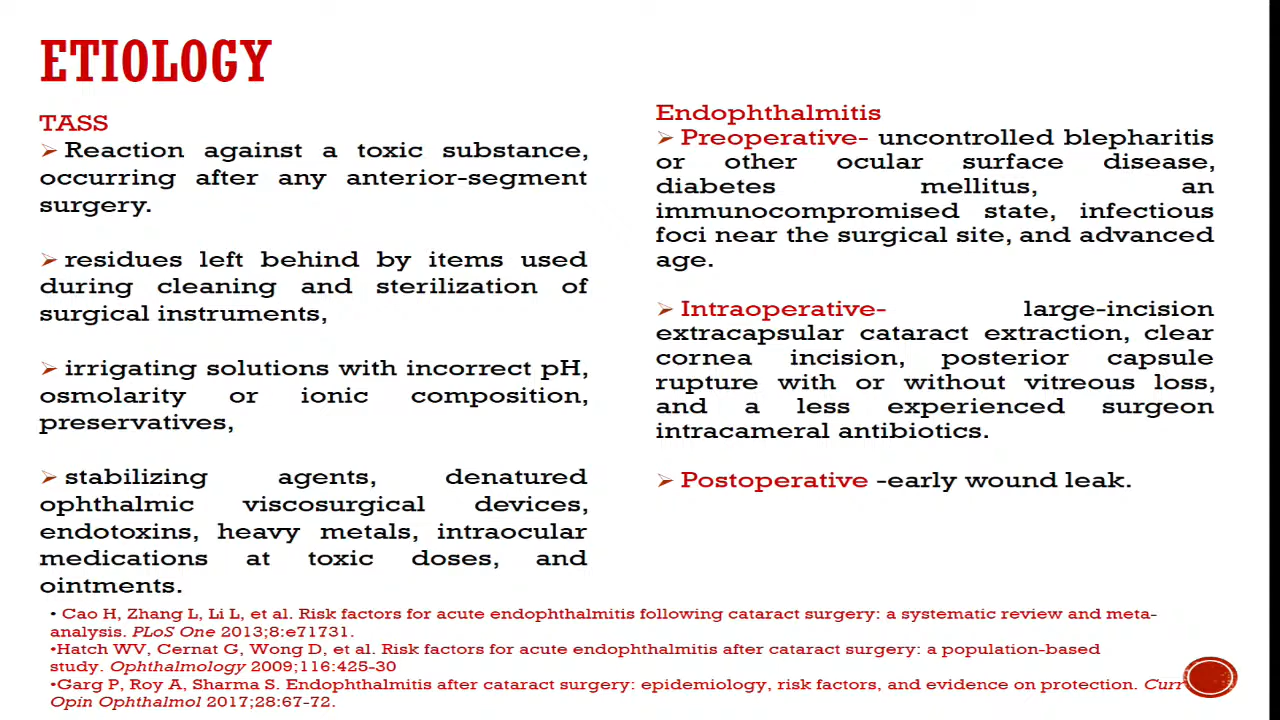 ETIOLOGY
TASS
➢ Reaction against a toxic substance,
occurring after any anterior-segment
surgery.
➢ residues left behind by items used
during cleaning and sterilization of
surgical instruments,
➢ irrigating solutions with incorrect pH,
osmolarity or ionic composition,
preservatives,
➢ stabilizing agents, denatured
ophthalmic viscosurgical devices,
endotoxins, heavy metals, intraocular
medications at toxic doses, and
ointments.
Endophthalmitis
➢ Preoperative- uncontrolled blepharitis
or other ocular surface disease,
diabetes mellitus, an
immunocompromised state, infectious
foci near the surgical site, and advanced
age.
➢ Intraoperative- large-incision
extracapsular cataract extraction, clear
cornea incision, posterior capsule
rupture with or without vitreous loss,
and a less experienced surgeon
intracameral antibiotics.
➢ Postoperative -early wound leak.
• Cao H, Zhang L, Li L, et al. Risk factors for acute endophthalmitis following cataract surgery: a systematic review and meta-
analysis. PLoS One 2013;8:e71731.
•Hatch WV, Cernat G, Wong D, et al. Risk factors for acute endophthalmitis after cataract surgery: a population-based
study. Ophthalmology 2009;116:425-30
•Garg P, Roy A, Sharma S. Endophthalmitis after cataract surgery: epidemiology, risk factors, and evidence on protection. Curr
Opin Ophthalmol 2017;28:67-72.